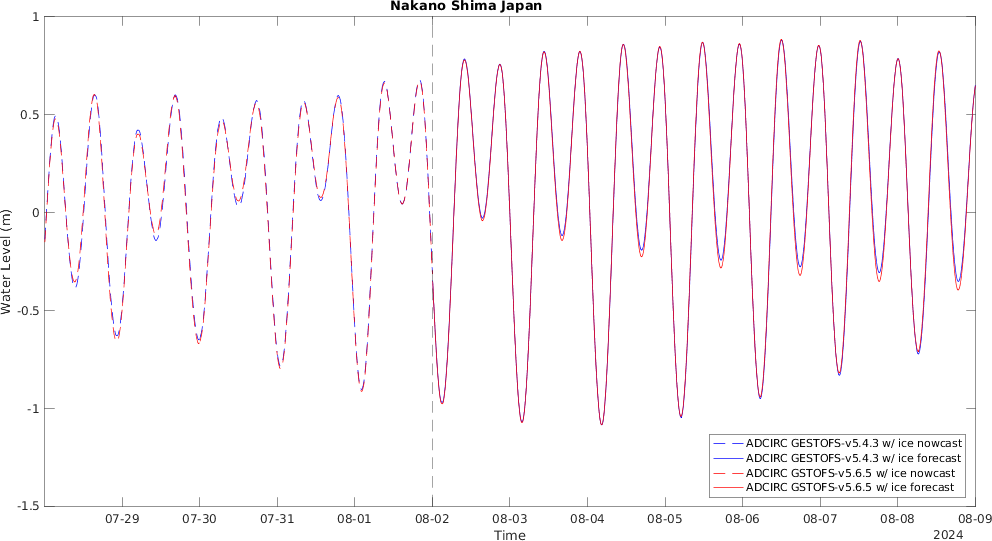 Nakano Shima Japan
1
0.5
0
-0.5
-1
-1.5
Water Level (m)
07-29 07-30 07-31 08-01 08-02 08-03 08-04 08-05 08-06 08-07 08-08 08-09
Time
2024
ADCIRC GESTOFS-v5.4.3 w/ ice nowcast
ADCIRC GESTOFS-v5.4.3 w/ ice forecast
ADCIRC GSTOFS-v5.6.5 w/ ice nowcast
ADCIRC GSTOFS-v5.6.5 w/ ice forecast